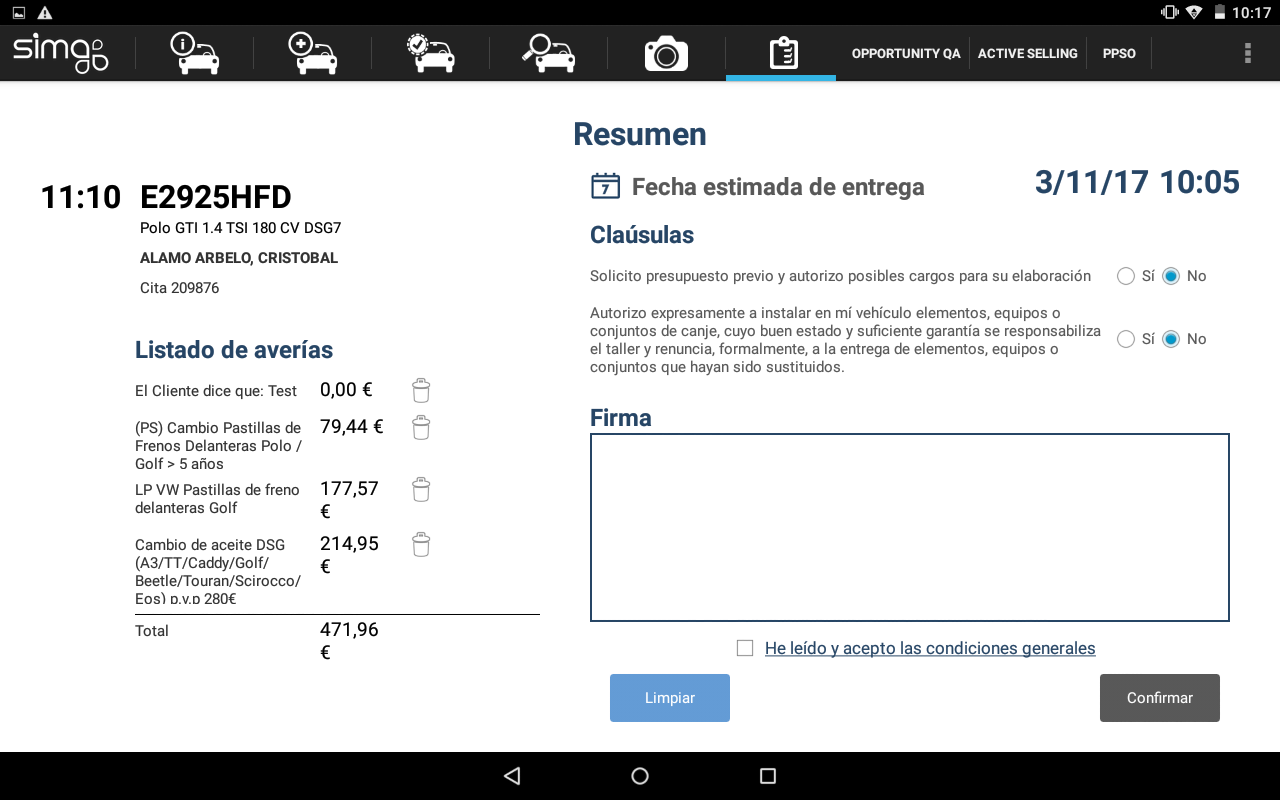 10:17
simg
OPPORTUNITY QA
ACTIVE SELLING
PPSO
Resumen
11:10 E2925HFD
Polo GTI 1.4 TSI 180 CV DSG7
ALAMO ARBELO, CRISTOBAL
Cita 209876
Listado de averías
El Cliente dice que: Test 0,00 €
(PS) Cambio Pastillas de 79,44 €
Frenos Delanteras Polo /
Golf > 5 años
LP VW Pastillas de freno 177,57
delanteras Golf €
Cambio de aceite DSG 214,95
(A3/TT/Caddy/Golf/ €
Beetle/Touran/Scirocco/
Eos) p.v.p 280€
Total 471,96
€
7 Fecha estimada de entrega 3/11/17 10:05
Claúsulas
Solicito presupuesto previo y autorizo posibles cargos para su elaboración Sí No
Autorizo expresamente a instalar en mí vehículo elementos, equipos o
conjuntos de canje, cuyo buen estado y suficiente garantía se responsabiliza
el taller y renuncia, formalmente, a la entrega de elementos, equipos o
conjuntos que hayan sido sustituidos.
Sí No
Firma
He leído y acepto las condiciones generales
Limpiar
Confirmar